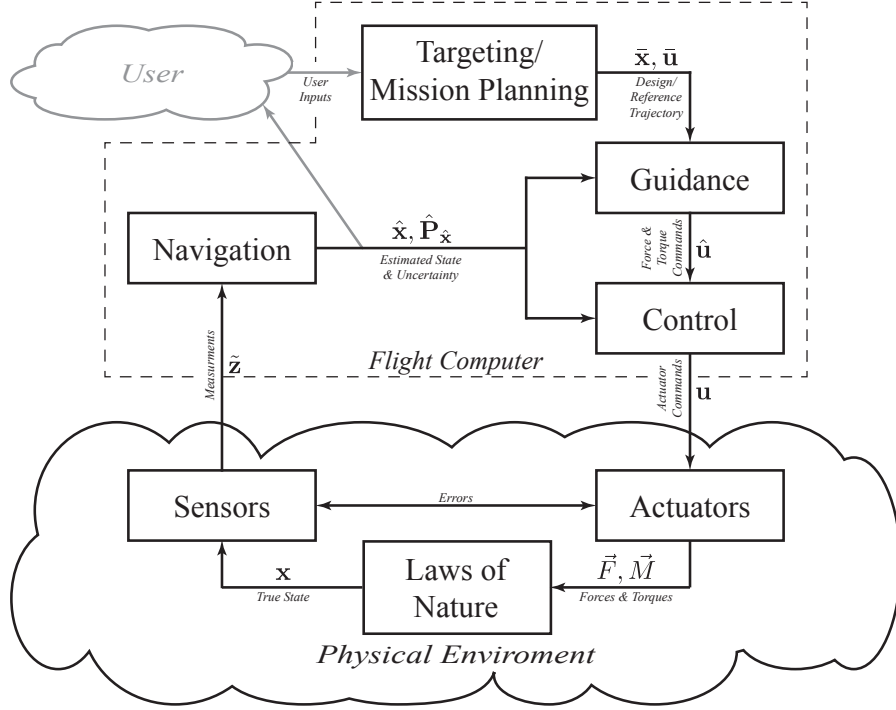 User
User
Inputs
Targeting/
Mission Planning
x̄, ū
Design/
Reference
Trajectory
Guidance
Navigation
x̂, P̂x̂
Estimated State
& Uncertainty
Force &
Torque
Commands
û
Control
Flight Computer
Measurments
z̃
Actuator
Commands
u
Sensors
Errors
Actuators
x
True State
Laws of
Nature
F⃗, M⃗
Forces & Torques
Physical Enviroment